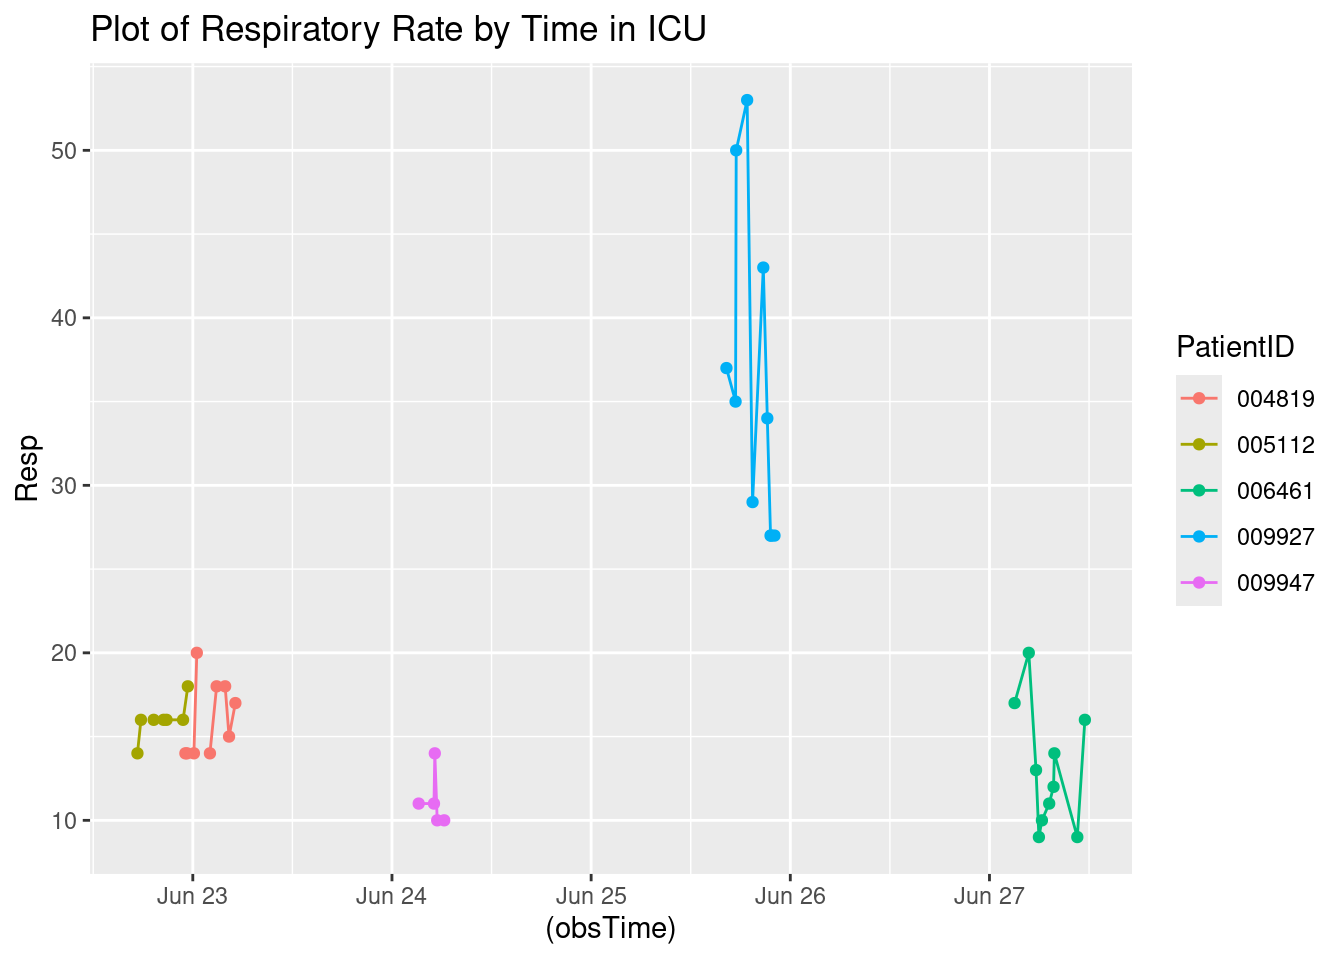 Plot of Respiratory Rate by Time in ICU
50
40
30
20
10
Resp
Jun 23 Jun 24 Jun 25 Jun 26 Jun 27
(obsTime)
PatientID
004819
005112
006461
009927
009947